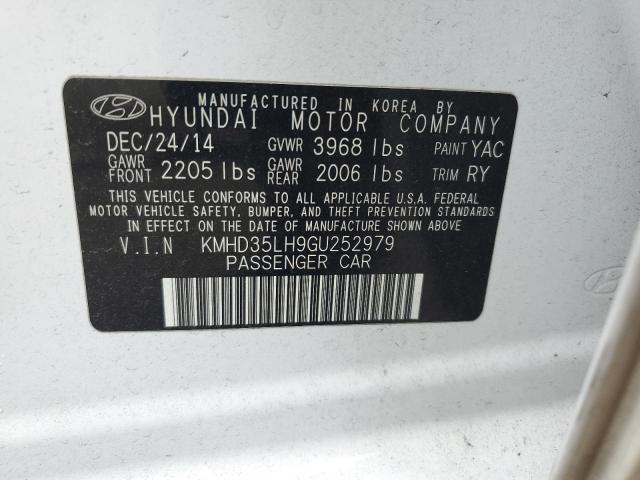 MANUFACTURED IN KOREA BY
HYUNDAI MOTOR COMPANY
DEC/24/14 GVWR 3968 lbs PAINT YAC
GAWR FRONT 2205 lbs GAWR REAR 2006 lbs TRIM RY
THIS VEHICLE CONFORMS TO ALL APPLICABLE U.S.A. FEDERAL
MOTOR VEHICLE SAFETY, BUMPER, AND THEFT PREVENTION STANDARDS
IN EFFECT ON THE DATE OF MANUFACTURE SHOWN ABOVE
V.I.N KMHD35LH9GU252979
PASSENGER CAR